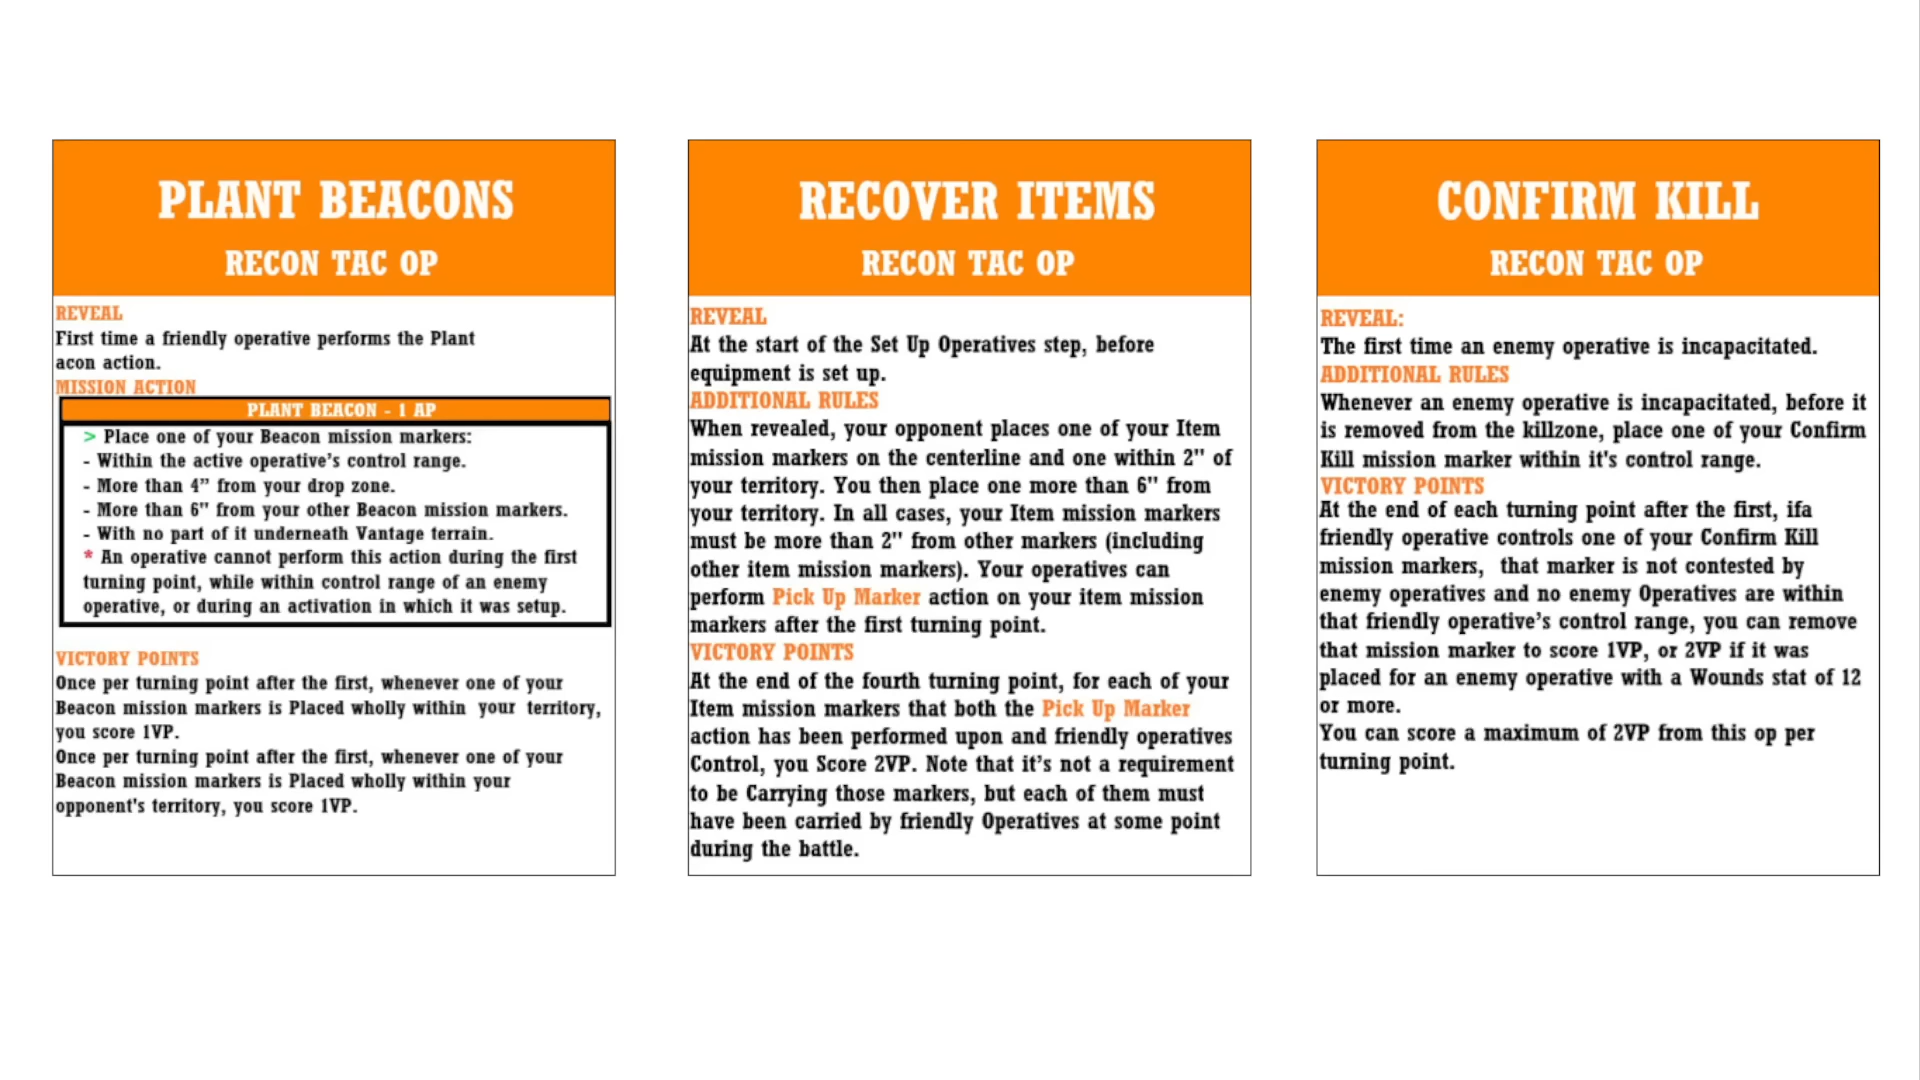 PLANT BEACONS
RECON TAC OP
REVEAL
First time a friendly operative performs the Plant
acon action.
MISSION ACTION
PLANT BEACON - 1 AP
> Place one of your Beacon mission markers:
- Within the active operative's control range.
- More than 4” from your drop zone.
- More than 6" from your other Beacon mission markers.
- With no part of it underneath Vantage terrain.
* An operative cannot perform this action during the first
turning point, while within control range of an enemy
operative, or during an activation in which it was setup.
VICTORY POINTS
Once per turning point after the first, whenever one of your
Beacon mission markers is Placed wholly within your territory,
you score 1VP.
Once per turning point after the first, whenever one of your
Beacon mission markers is Placed wholly within your
opponent's territory, you score 1VP.
RECOVER ITEMS
RECON TAC OP
REVEAL
At the start of the Set Up Operatives step, before
equipment is set up.
ADDITIONAL RULES
When revealed, your opponent places one of your Item
mission markers on the centerline and one within 2" of
your territory. You then place one more than 6" from
your territory. In all cases, your Item mission markers
must be more than 2" from other markers (including
other item mission markers). Your operatives can
perform Pick Up Marker action on your item mission
markers after the first turning point.
VICTORY POINTS
At the end of the fourth turning point, for each of your
Item mission markers that both the Pick Up Marker
action has been performed upon and friendly operatives
Control, you Score 2VP. Note that it's not a requirement
to be Carrying those markers, but each of them must
have been carried by friendly Operatives at some point
during the battle.
CONFIRM KILL
RECON TAC OP
REVEAL:
The first time an enemy operative is incapacitated.
ADDITIONAL RULES
Whenever an enemy operative is incapacitated, before it
is removed from the killzone, place one of your Confirm
Kill mission marker within it's control range.
VICTORY POINTS
At the end of each turning point after the first, ifa
friendly operative controls one of your Confirm Kill
mission markers, that marker is not contested by
enemy operatives and no enemy Operatives are within
that friendly operative's control range, you can remove
that mission marker to score 1VP, or 2VP if it was
placed for an enemy operative with a Wounds stat of 12
or more.
You can score a maximum of 2VP from this op per
turning point.